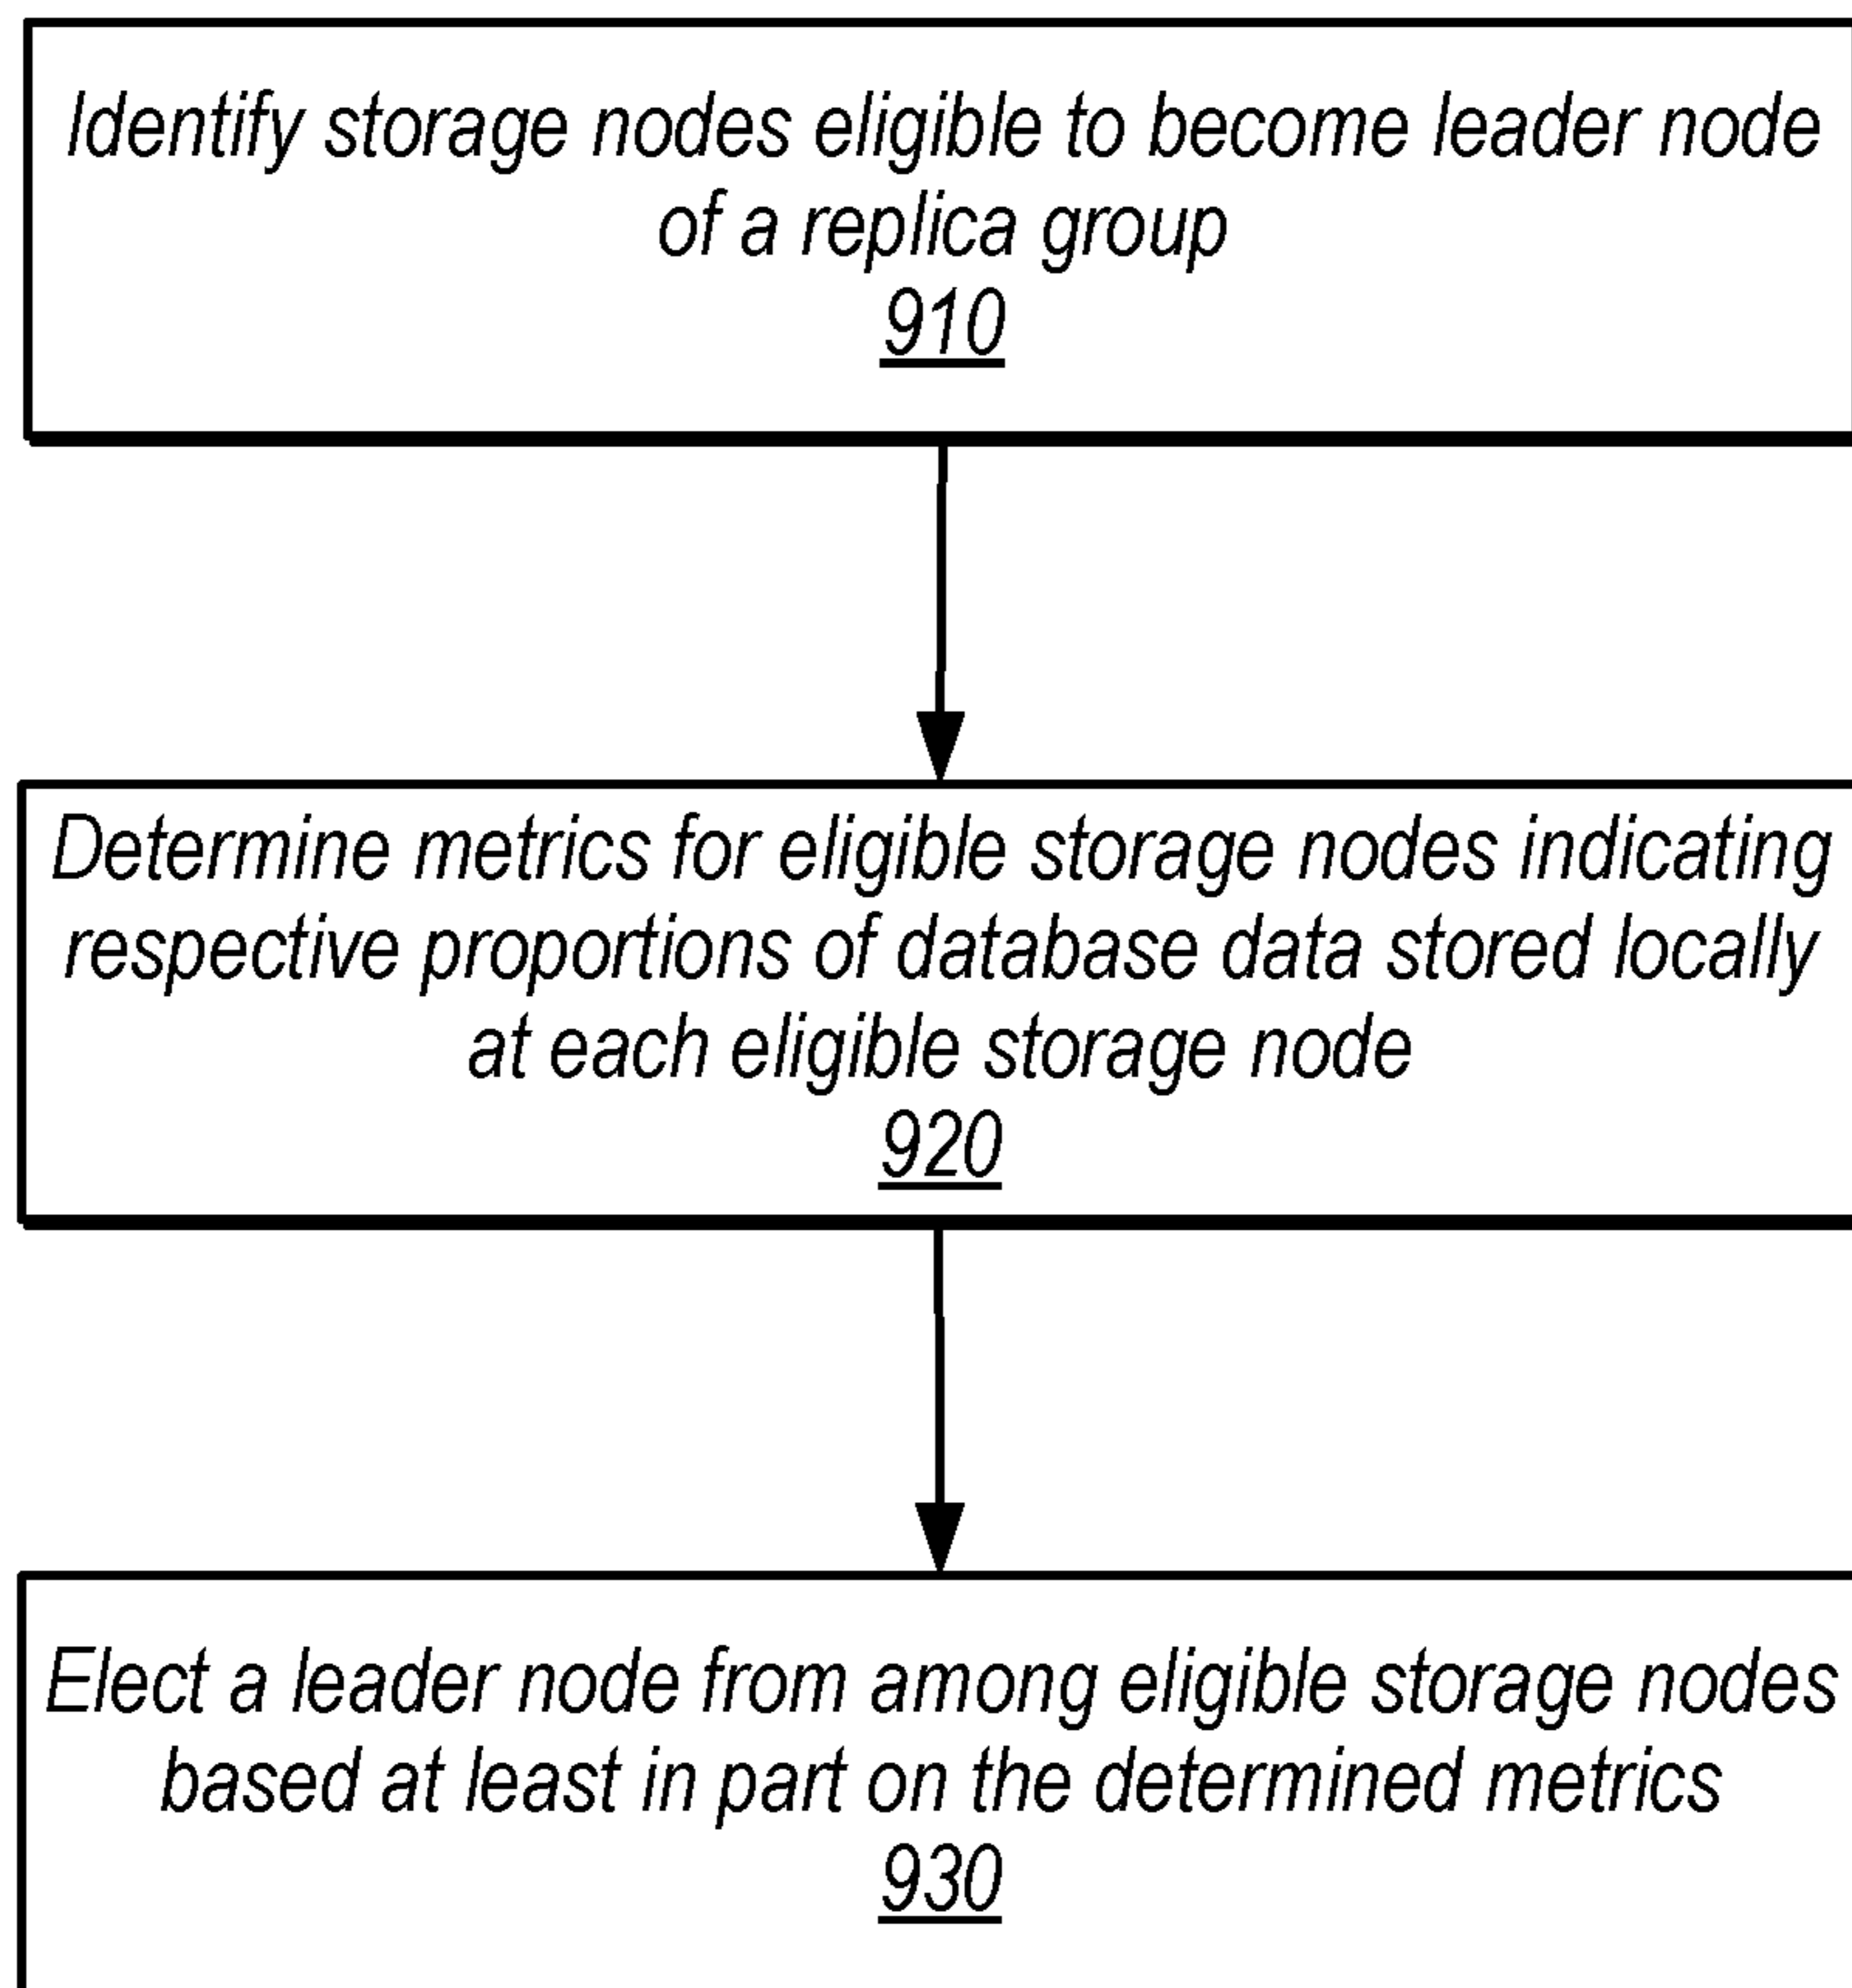 Identify storage nodes eligible to become leader node
of a replica group
910
Determine metrics for eligible storage nodes indicating
respective proportions of database data stored locally
at each eligible storage node
920
Elect a leader node from among eligible storage nodes
based at least in part on the determined metrics
930